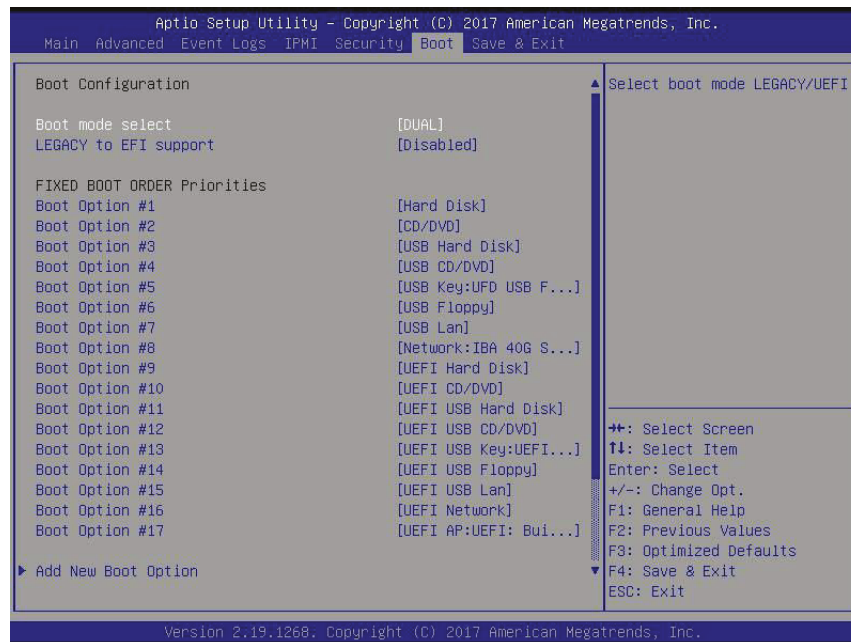 Aptio Setup Utility – Copyright (C) 2017 American Megatrends, Inc.
Main Advanced Event Logs IPMI Security Boot Save & Exit
Boot Configuration
Select boot mode LEGACY/UEFI
Boot mode select [DUAL]
LEGACY to EFI support [Disabled]
FIXED BOOT ORDER Priorities
Boot Option #1 [Hard Disk]
Boot Option #2 [CD/DVD]
Boot Option #3 [USB Hard Disk]
Boot Option #4 [USB CD/DVD]
Boot Option #5 [USB Key:UFD USB F...]
Boot Option #6 [USB Floppy]
Boot Option #7 [USB Lan]
Boot Option #8 [Network:IBA 40G S...]
Boot Option #9 [UEFI Hard Disk]
Boot Option #10 [UEFI CD/DVD]
Boot Option #11 [UEFI USB Hard Disk]
Boot Option #12 [UEFI USB CD/DVD]
Boot Option #13 [UEFI USB Key:UEFI...]
Boot Option #14 [UEFI USB Floppy]
Boot Option #15 [UEFI USB Lan]
Boot Option #16 [UEFI Network]
Boot Option #17 [UEFI AP:UEFI: Bui...]
Add New Boot Option
→←: Select Screen
↑↓: Select Item
Enter: Select
+/-: Change Opt.
F1: General Help
F2: Previous Values
F3: Optimized Defaults
F4: Save & Exit
ESC: Exit
Version 2.19.1268. Copyright (C) 2017 American Megatrends, Inc.